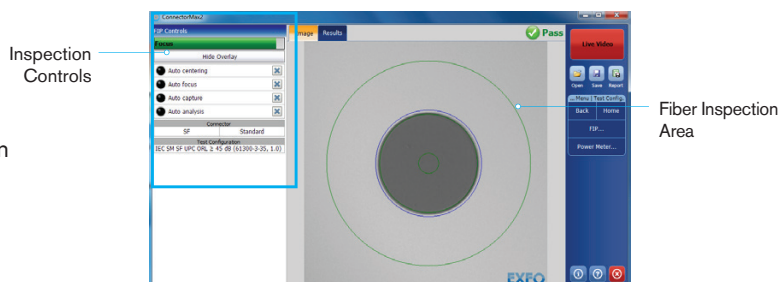 ConnectorMax2
FIP Controls
Focus
Hide Overlay
Auto centering
Auto focus
Auto capture
Auto analysis
Connector
SF Standard
Test Configuration
IEC SM SF UPC ORL ≥ 45 dB (61300-3-35, 1.0)
Image Results
Pass
EXFO
Live Video
Open Save Report
Menu | Test Config.
Back Home
FIP...
Power Meter...
Inspection
Controls
n
Fiber Inspection
Area